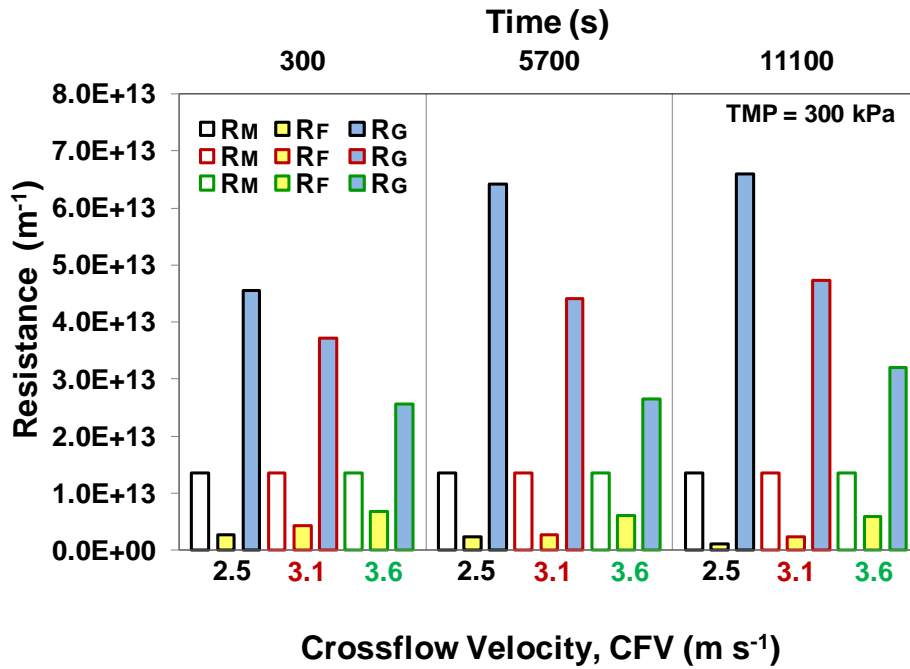 Time (s)
300 5700 11100
8.0E+13
7.0E+13
6.0E+13
5.0E+13
4.0E+13
3.0E+13
2.0E+13
1.0E+13
0.0E+00
Resistance (m-1)
TMP = 300 kPa
RM RF RG
RM RF RG
RM RF RG
2.5 3.1 3.6 2.5 3.1 3.6 2.5 3.1 3.6
Crossflow Velocity, CFV (m s-1)